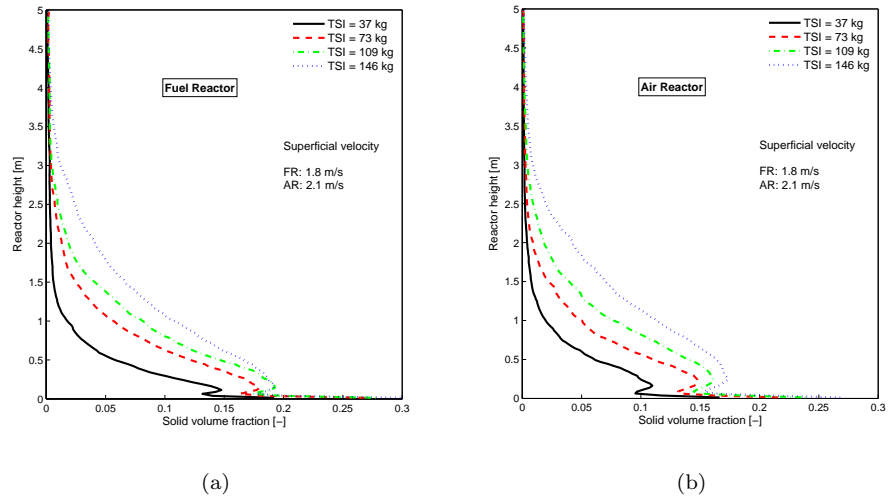 5
4.5
4
3.5
3
2.5
2
1.5
1
0.5
0
0
0.05
0.1
0.15
0.2
0.25
0.3
Reactor height [m]
Solid volume fraction [−]
TSI = 37 kg
TSI = 73 kg
TSI = 109 kg
TSI = 146 kg
Fuel Reactor
Superficial velocity
FR: 1.8 m/s
AR: 2.1 m/s
(a)
5
4.5
4
3.5
3
2.5
2
1.5
1
0.5
0
0
0.05
0.1
0.15
0.2
0.25
0.3
Reactor height [m]
Solid volume fraction [−]
TSI = 37 kg
TSI = 73 kg
TSI = 109 kg
TSI = 146 kg
Air Reactor
Superficial velocity
FR: 1.8 m/s
AR: 2.1 m/s
(b)